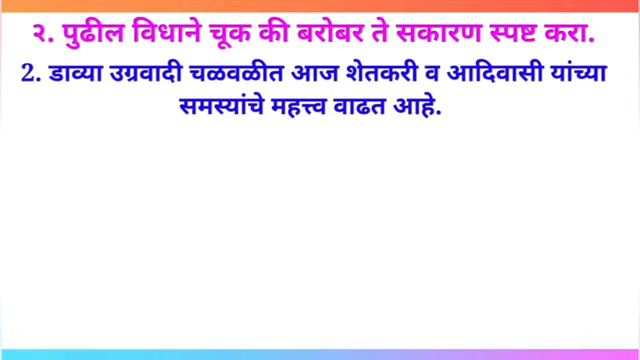 २. पुढील विधाने चूक की बरोबर ते सकारण स्पष्ट करा.
2. डाव्या उग्रवादी चळवळीत आज शेतकरी व आदिवासी यांच्या
समस्यांचे महत्त्व वाढत आहे.